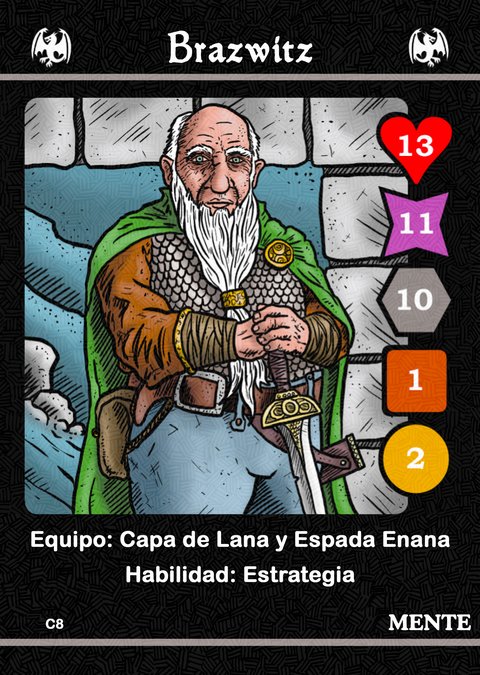 Brazwitz
13
11
10
1
2
Equipo: Capa de Lana y Espada Enana
Habilidad: Estrategia
C8
MENTE